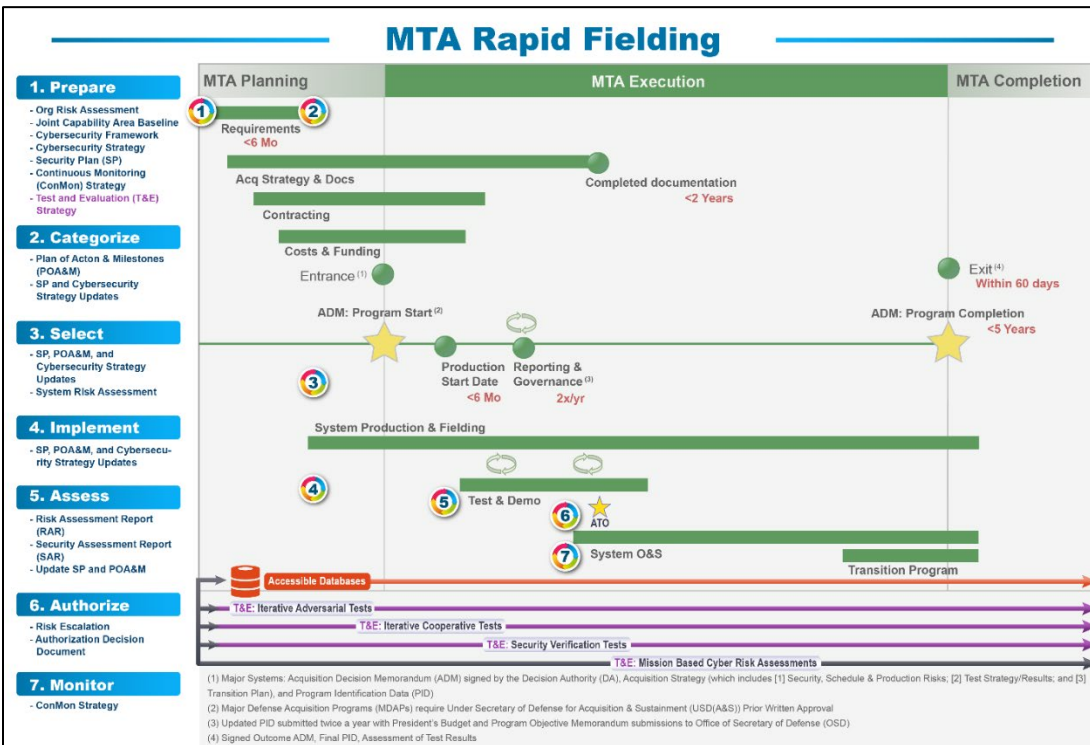 MTA Rapid Fielding
1. Prepare
- Org Risk Assessment
- Joint Capability Area Baseline
- Cybersecurity Framework
- Cybersecurity Strategy
- Security Plan (SP)
- Continuous Monitoring
(ConMon) Strategy
- Test and Evaluation (T&E)
Strategy
2. Categorize
- Plan of Acton & Milestones
(POA&M)
- SP and Cybersecurity
Strategy Updates
3. Select
- SP, POA&M, and
Cybersecurity Strategy
Updates
- System Risk Assessment
4. Implement
- SP, POA&M, and Cybersecu-
rity Strategy Updates
5. Assess
- Risk Assessment Report
(RAR)
- Security Assessment Report
(SAR)
- Update SP and POA&M
6. Authorize
- Risk Escalation
- Authorization Decision
Document
7. Monitor
- ConMon Strategy
MTA Planning
MTA Execution
MTA Completion
1
2
Requirements
<6 Mo
Acq Strategy & Docs
Completed documentation
<2 Years
Contracting
Costs & Funding
Entrance (1)
Exit(4)
Within 60 days
ADM: Program Start (2)
ADM: Program Completion
<5 Years
3
Production
Start Date
<6 Mo
Reporting &
Governance (3)
2x/yr
System Production & Fielding
4
5
Test & Demo
6
ATO
7
System O&S
Transition Program
Accessible Databases
T&E: Iterative Adversarial Tests
T&E: Iterative Cooperative Tests
T&E: Security Verification Tests
T&E: Mission Based Cyber Risk Assessments
(1) Major Systems: Acquisition Decision Memorandum (ADM) signed by the Decision Authority (DA), Acquisition Strategy (which includes [1] Security, Schedule & Production Risks; [2] Test Strategy/Results; and [3]
Transition Plan), and Program Identification Data (PID)
(2) Major Defense Acquisition Programs (MDAPs) require Under Secretary of Defense for Acquisition & Sustainment (USD(A&S)) Prior Written Approval
(3) Updated PID submitted twice a year with President's Budget and Program Objective Memorandum submissions to Office of Secretary of Defense (OSD)
(4) Signed Outcome ADM, Final PID, Assessment of Test Results